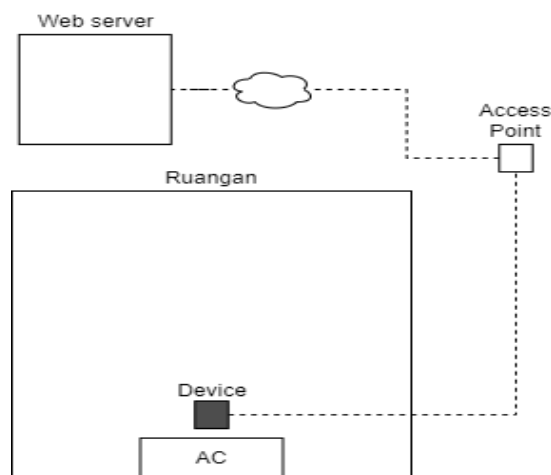 Web server
Access
Point
Ruangan
Device
AC